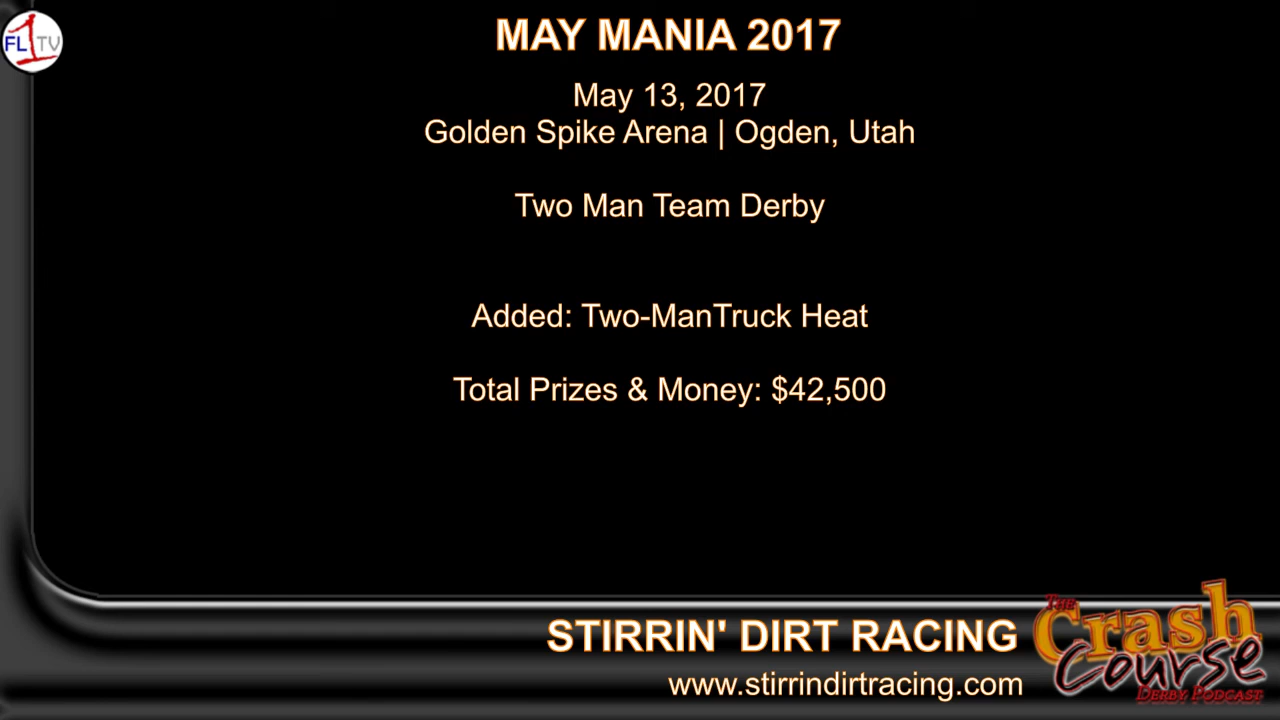 FL1TV
MAY MANIA 2017
May 13, 2017
Golden Spike Arena | Ogden, Utah
Two Man Team Derby
Added: Two-ManTruck Heat
Total Prizes & Money: $42,500
STIRRIN' DIRT RACING
www.stirrindirtracing.com
THE
Crash
Course
DERBY PODCAST